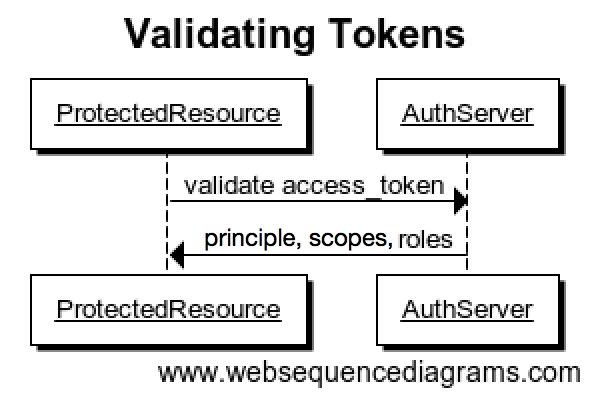 Validating Tokens
ProtectedResource AuthServer
validate access_token
principle, scopes, roles
ProtectedResource AuthServer
www.websequencediagrams.com